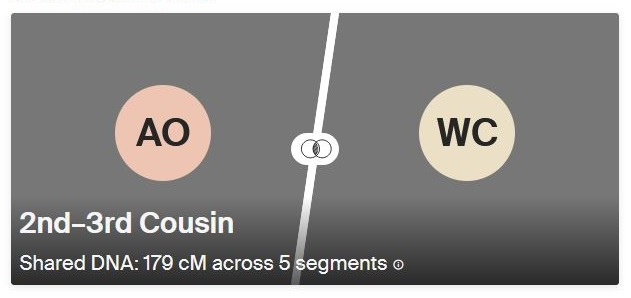 AO
WC
2nd–3rd Cousin
Shared DNA: 179 cM across 5 segments